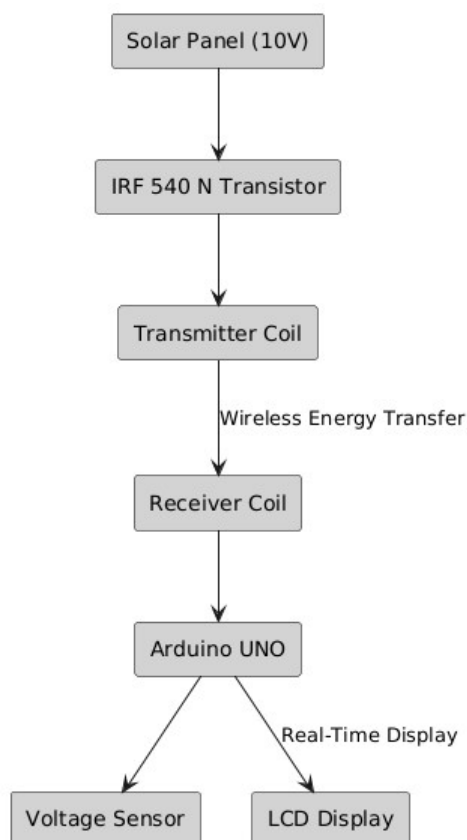 Solar Panel (10V)
IRF 540 N Transistor
Transmitter Coil
Wireless Energy Transfer
Receiver Coil
Arduino UNO
Real-Time Display
Voltage Sensor
LCD Display